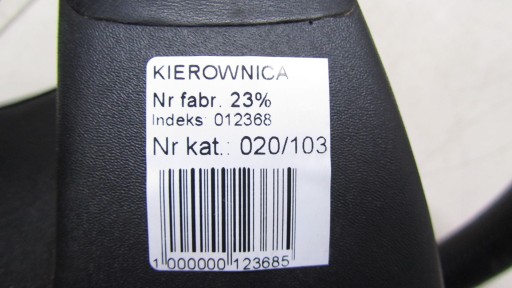 KIEROWNICA
Nr fabr. 23%
Indeks: 012368
Nr kat.: 020/103
1 000000 123685